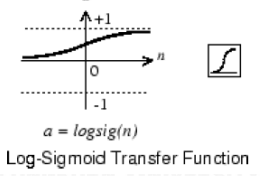 +1
n
0
-1
a = logsig(n)
Log-Sigmoid Transfer Function